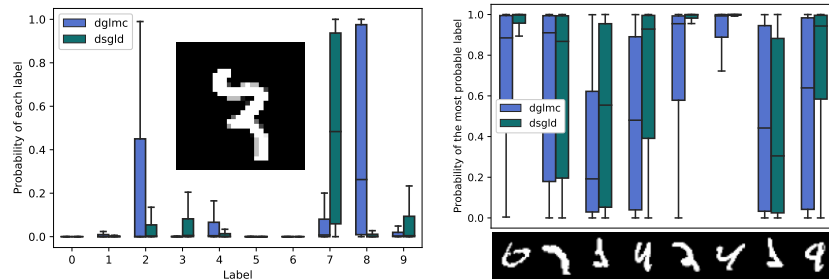 dglmc
dsgld
Probability of each label
1.0
0.8
0.6
0.4
0.2
0.0
0 1 2 3 4 5 6 7 8 9
Label
Probability of the most probable label
1.0
0.8
0.6
0.4
0.2
0.0
dglmc
dsgld